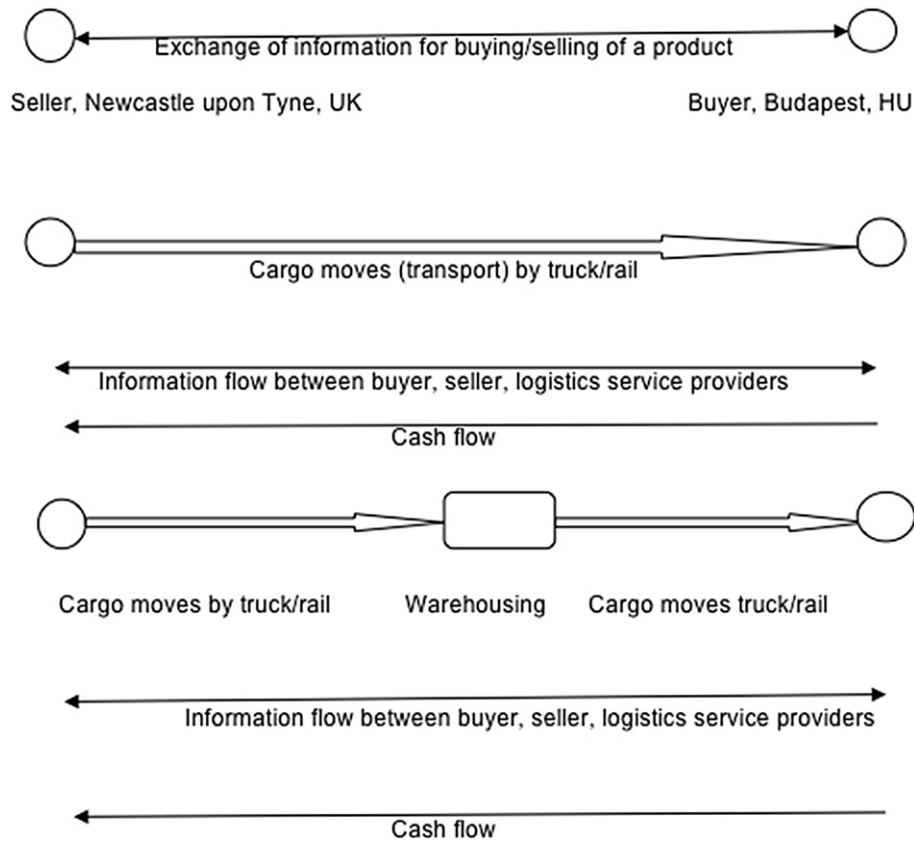 Exchange of information for buying/selling of a product
Seller, Newcastle upon Tyne, UK
Buyer, Budapest, HU
Cargo moves (transport) by truck/rail
Information flow between buyer, seller, logistics service providers
Cash flow
Cargo moves by truck/rail
Warehousing
Cargo moves truck/rail
Information flow between buyer, seller, logistics service providers
Cash flow